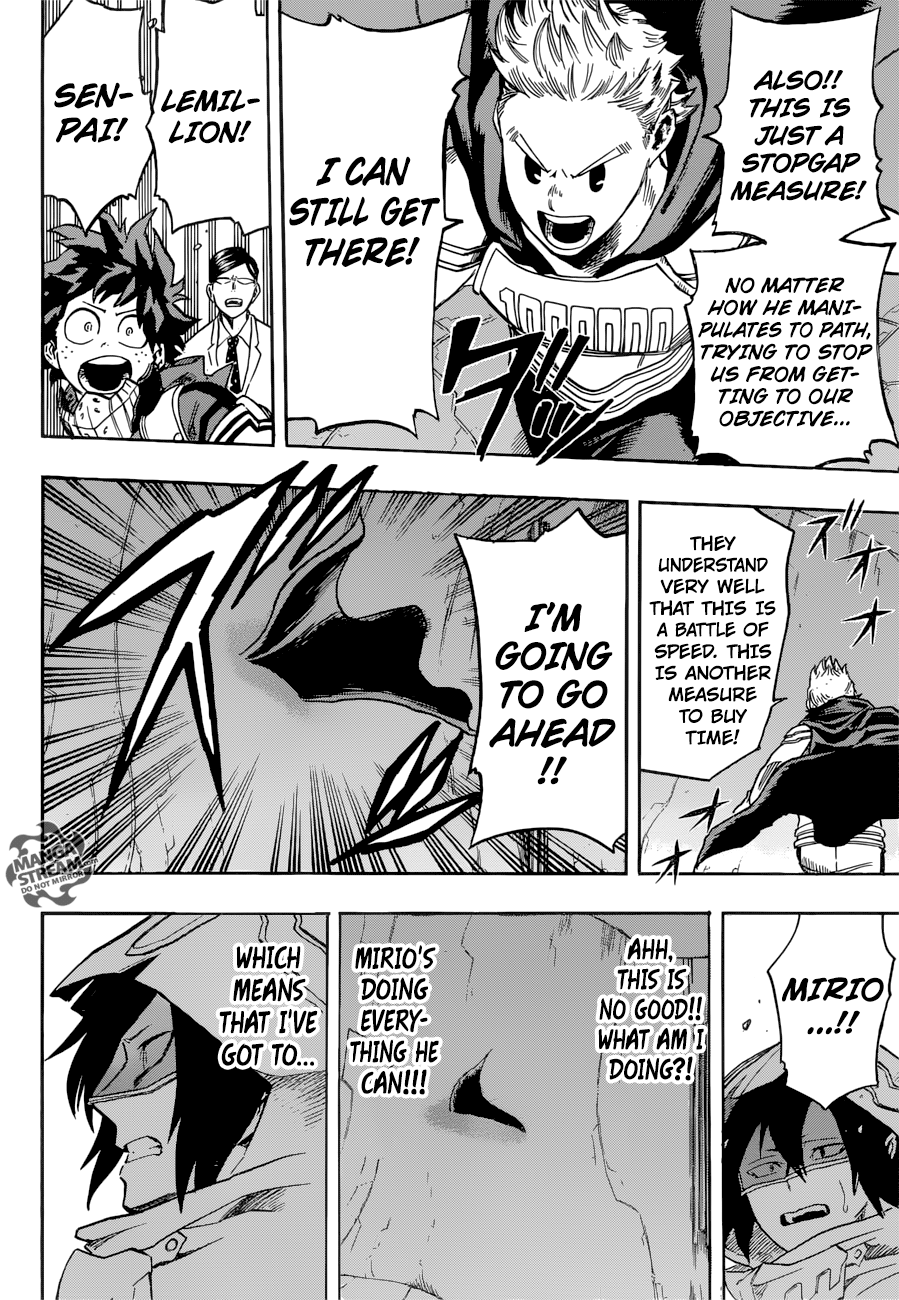 ALSO!!
THIS IS
JUST A
STOPGAP
MEASURE!
NO MATTER
HOW HE MANI-
PULATES TO PATH,
TRYING TO STOP
US FROM GET-
TING TO OUR
OBJECTIVE...
1000000
I CAN
STILL GET
THERE!
LEMIL-
LION!
SEN-
PAI!
THEY
UNDERSTAND
VERY WELL
THAT THIS IS
A BATTLE OF
SPEED. THIS
IS ANOTHER
MEASURE
TO BUY
TIME!
I'M
GOING
TO GO
AHEAD
!!
MANGA
STREAM.com
DO NOT MIRROR
MIRIO
...!!
AHH,
THIS IS
NO GOOD!!
WHAT AM I
DOING?!
MIRIO'S
DOING
EVERY-
THING HE
CAN!!!
WHICH
MEANS
THAT I'VE
GOT TO...